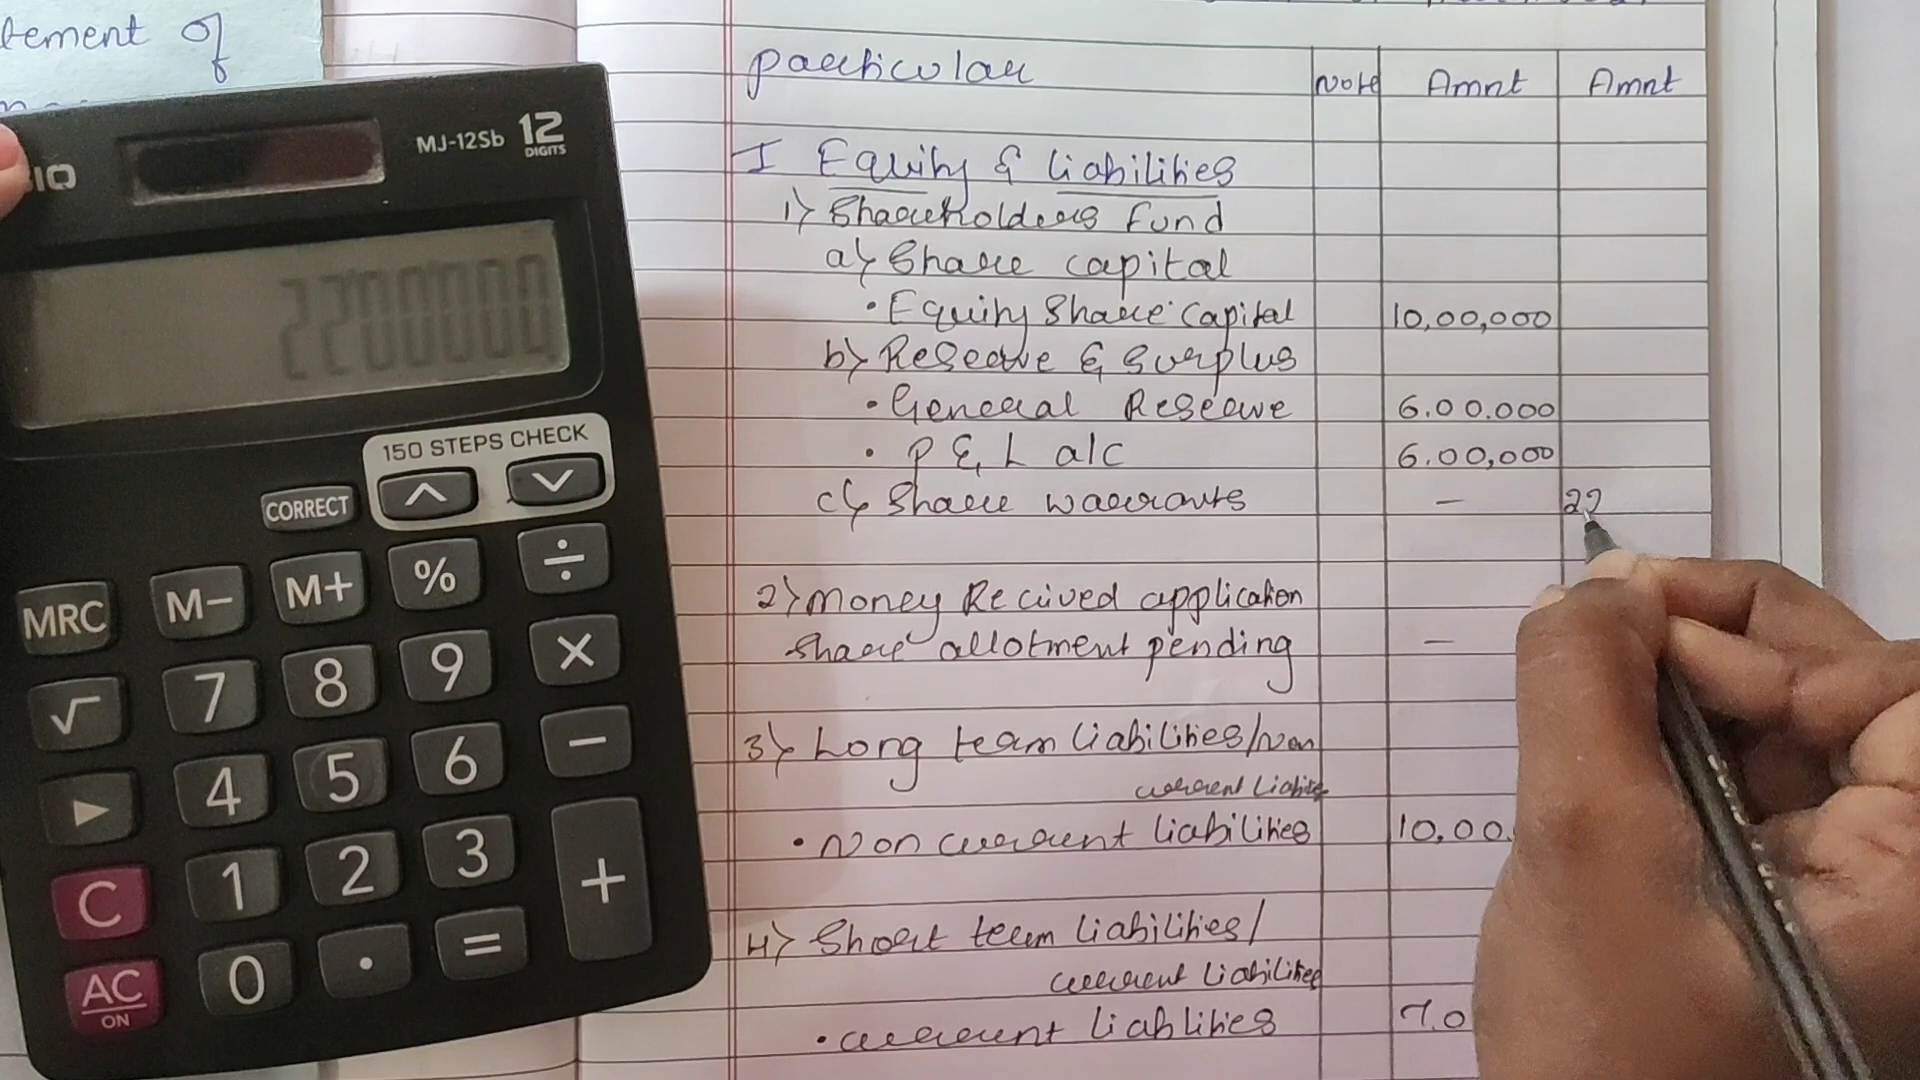 tement of
MJ-12Sb 12
DIGITS
2200000
150 STEPS CHECK
CORRECT
MRC M- M+ % ÷
√ 7 8 9 ×
4 5 6 −
C 1 2 3 +
AC 0 . =
ON
Particular Note Amnt Amnt
I Equity & Liabilities
1) Shareholders Fund
a) Share capital
• Equity Share Capital 10,00,000
b) Reserve & Surplus
• General Reserve 6.00.000
• P & L a/c 6.00,000
c) Share warrants — 22
2) Money Recived application
share allotment pending —
3) Long term Liabilities/Non
current Liabilities
• Non current liabilities 10,00
4) Short term Liabilities/
current Liabilities
• current liablities 7.0